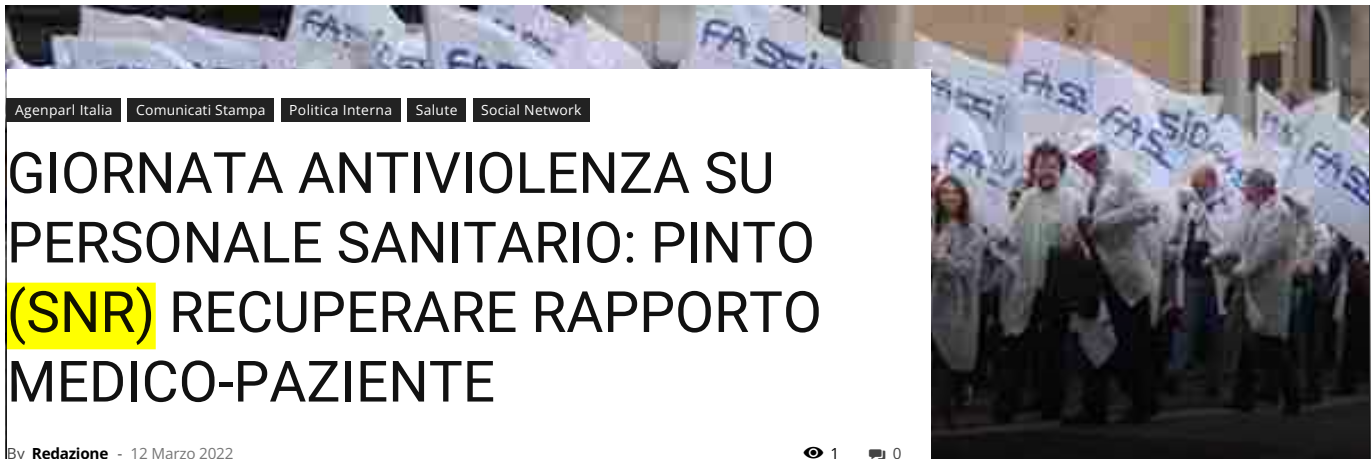 FASSID
Agenparl Italia Comunicati Stampa Politica Interna Salute Social Network
GIORNATA ANTIVIOLENZA SU
PERSONALE SANITARIO: PINTO
(SNR) RECUPERARE RAPPORTO
MEDICO-PAZIENTE
By Redazione - 12 Marzo 2022 1 0